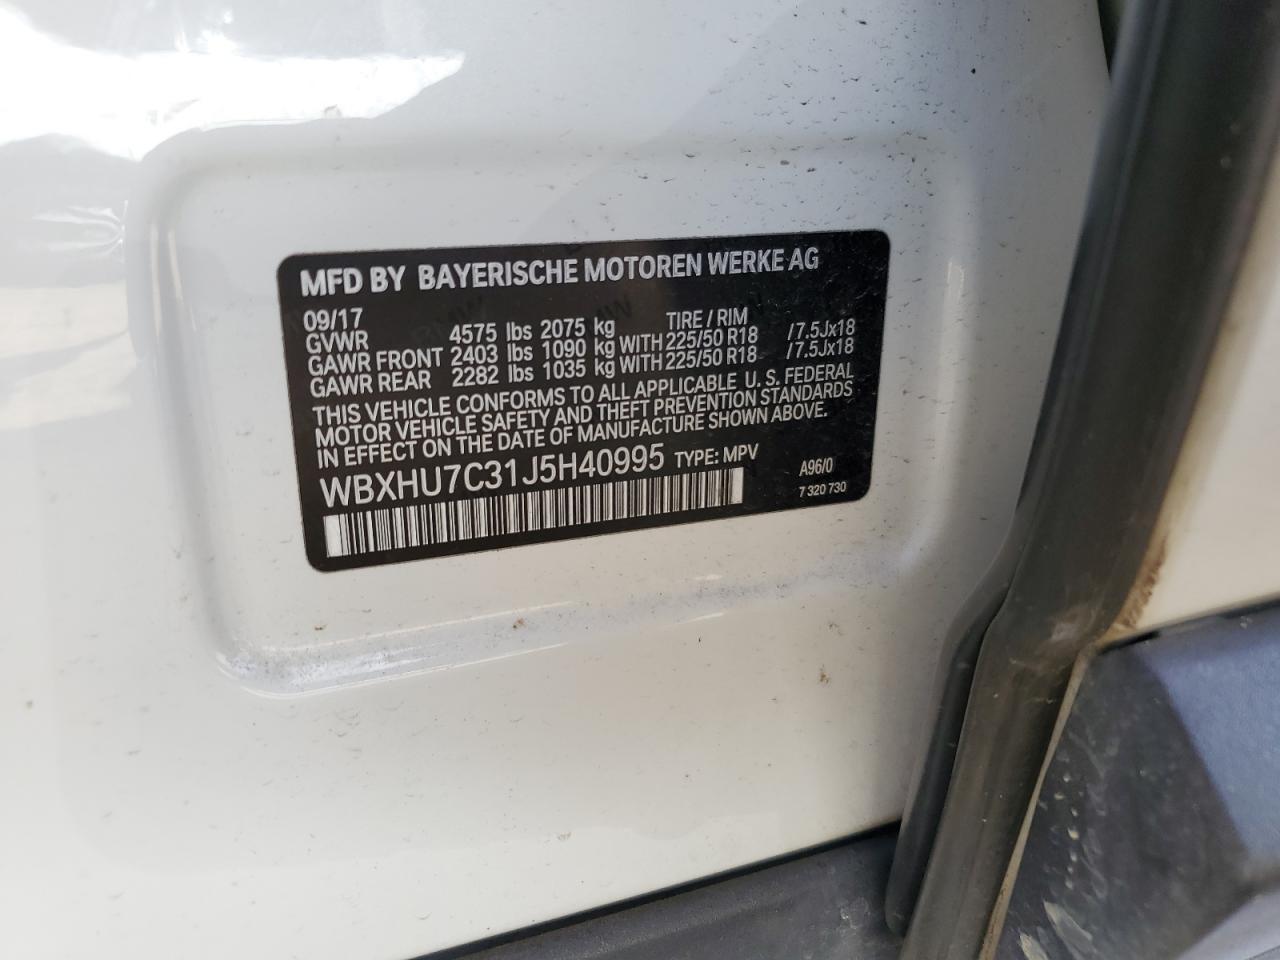 MFD BY BAYERISCHE MOTOREN WERKE AG
09/17 TIRE / RIM
GVWR 4575 lbs 2075 kg
GAWR FRONT 2403 lbs 1090 kg WITH 225/50 R18 /7.5Jx18
GAWR REAR 2282 lbs 1035 kg WITH 225/50 R18 /7.5Jx18
THIS VEHICLE CONFORMS TO ALL APPLICABLE U. S. FEDERAL
MOTOR VEHICLE SAFETY AND THEFT PREVENTION STANDARDS
IN EFFECT ON THE DATE OF MANUFACTURE SHOWN ABOVE.
WBXHU7C31J5H40995 TYPE: MPV A96/0
7 320 730